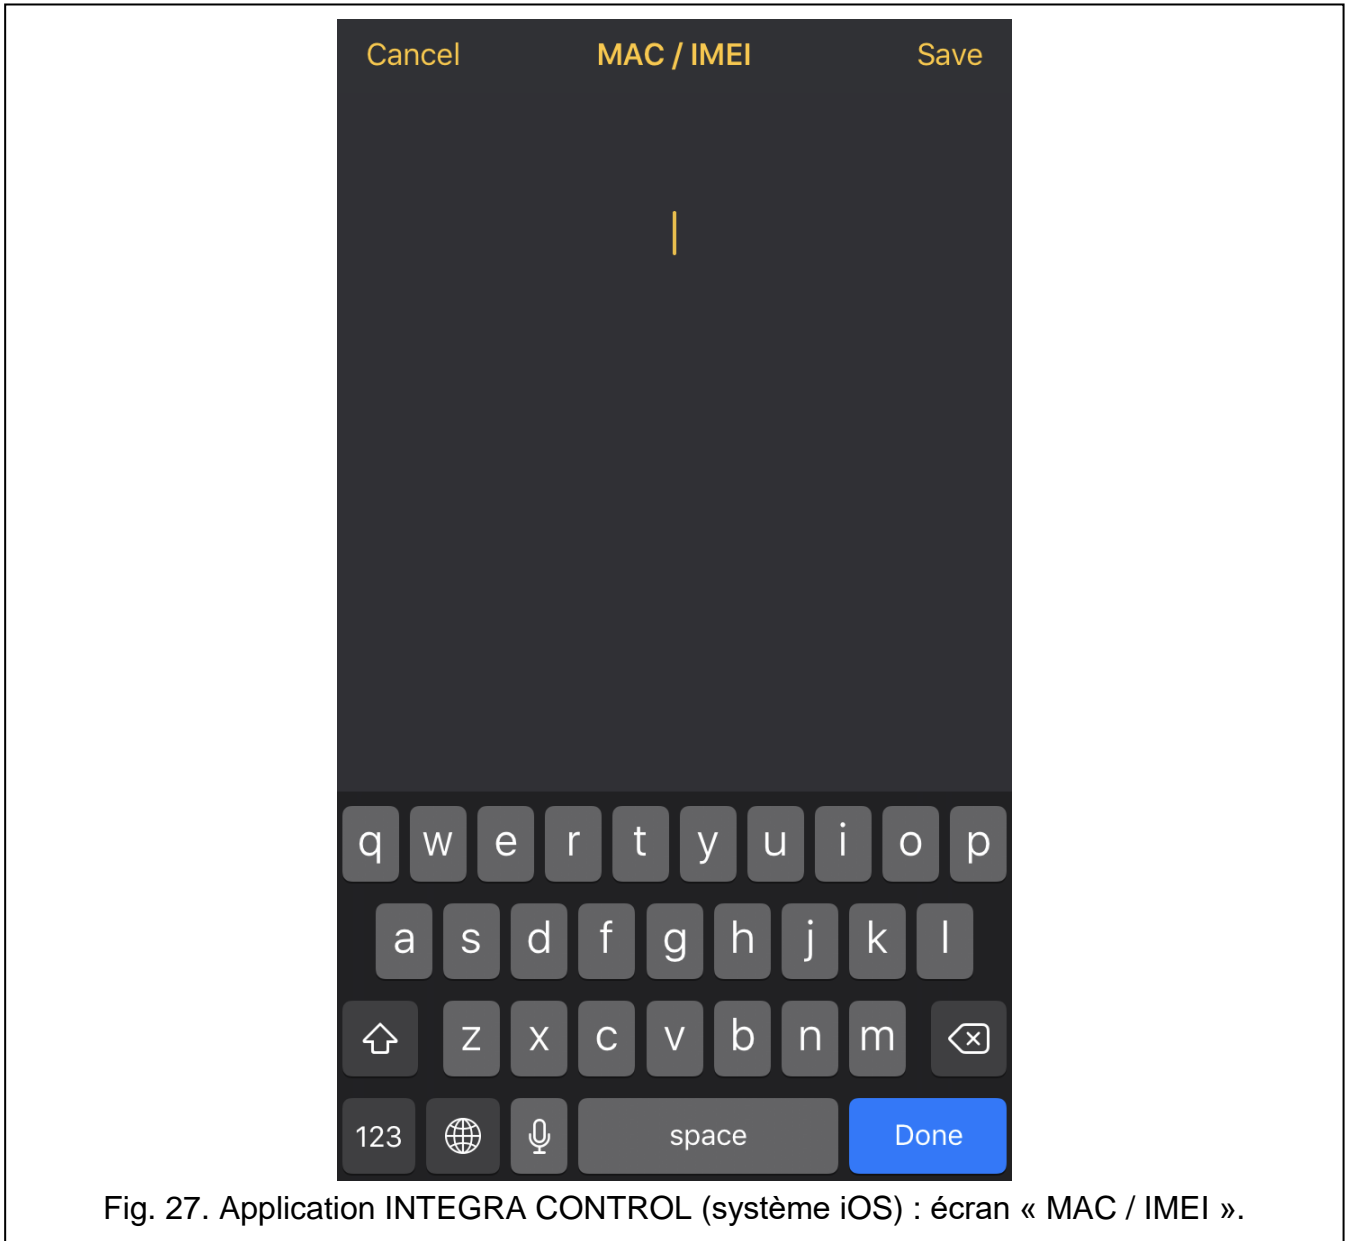 Cancel MAC / IMEI Save
q w e r t y u i o p
a s d f g h j k l
z x c v b n m
123 space Done
Fig. 27. Application INTEGRA CONTROL (système iOS) : écran « MAC / IMEI ».